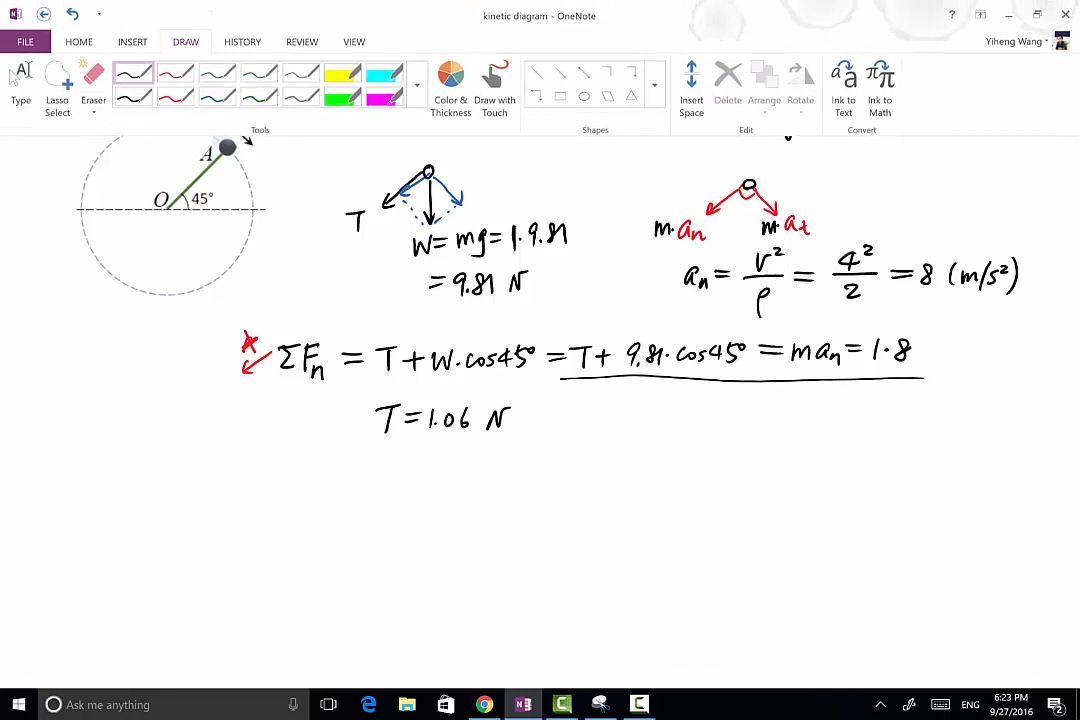 kinetic diagram - OneNote
Yiheng Wang
FILE HOME INSERT DRAW HISTORY REVIEW VIEW
Type
Lasso Select
Eraser
Color & Thickness
Draw with Touch
Insert Space
Delete
Arrange
Rotate
Ink to Text
Ink to Math
Tools
Shapes
Edit
Convert
A
O 45°
T
W = mg = 1·9.81
= 9.81 N
m·an m·at
an = v²/ρ = 4²/2 = 8 (m/s²)
ΣFn = T + W·cos45° = T + 9.81·cos45° = man = 1·8
T = 1.06 N
Ask me anything
ENG
6:23 PM
9/27/2016
2